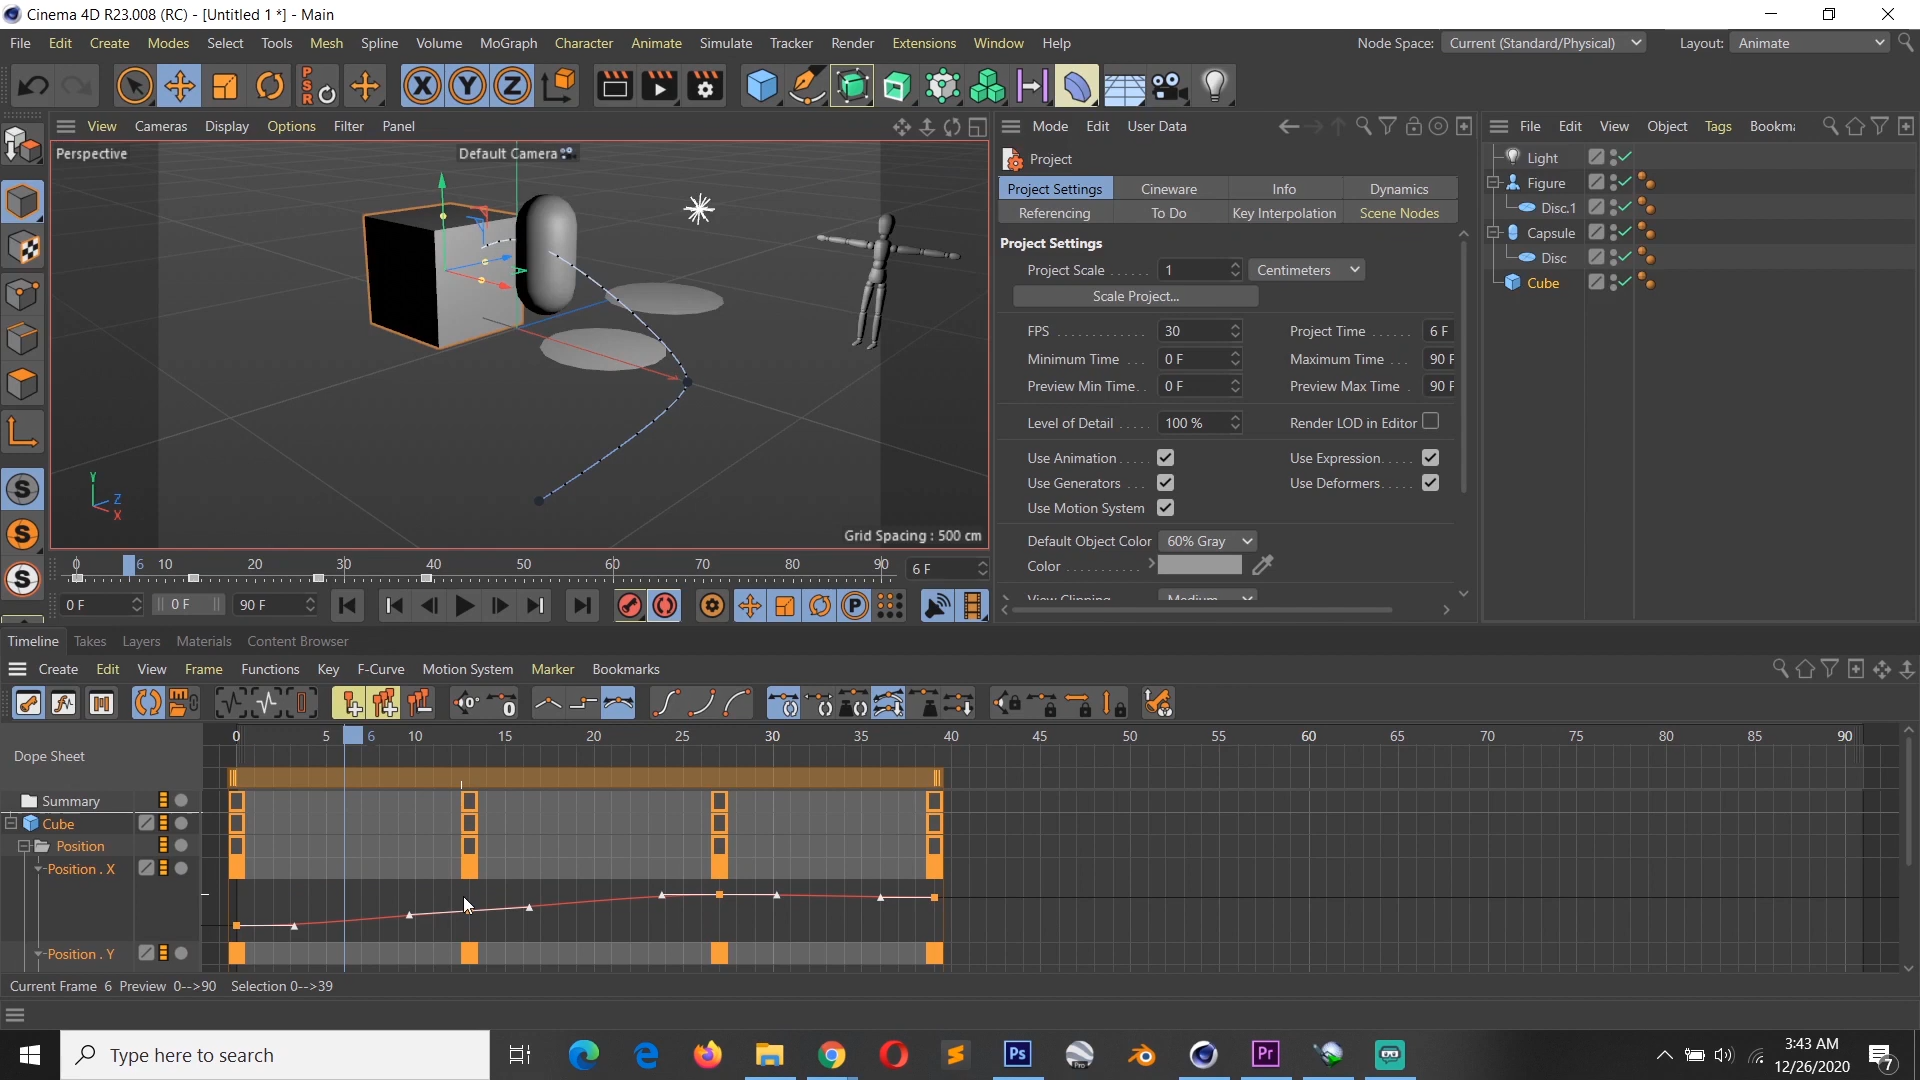 Cinema 4D R23.008 (RC) - [Untitled 1 *] - Main
File Edit Create Modes Select Tools Mesh Spline Volume MoGraph Character Animate Simulate Tracker Render Extensions Window Help Node Space: Current (Standard/Physical) Layout: Animate
PSR X Y Z
View Cameras Display Options Filter Panel
Mode Edit User Data
File Edit View Object Tags Bookma
Perspective Default Camera
Project
Project Settings Cineware Info Dynamics
Referencing To Do Key Interpolation Scene Nodes
Project Settings
Project Scale 1 Centimeters
Scale Project...
FPS 30 Project Time 6 F
Minimum Time 0 F Maximum Time 90 F
Preview Min Time 0 F Preview Max Time 90 F
Level of Detail 100 % Render LOD in Editor
Use Animation Use Expression
Use Generators Use Deformers
Use Motion System
Default Object Color 60% Gray
Color
View Clipping Medium
Light
Figure
Disc.1
Capsule
Disc
Cube
Y Z X
Grid Spacing : 500 cm
0 6 10 20 30 40 50 60 70 80 90 6 F
0 F 0 F 90 F
P
S
S
S
Timeline Takes Layers Materials Content Browser
Create Edit View Frame Functions Key F-Curve Motion System Marker Bookmarks
0 5 6 10 15 20 25 30 35 40 45 50 55 60 65 70 75 80 85 90
Dope Sheet
Summary
Cube
Position
Position . X
Position . Y
Current Frame 6 Preview 0-->90 Selection 0-->39
Type here to search
Ps
Pro
Pr
3:43 AM
12/26/2020
7